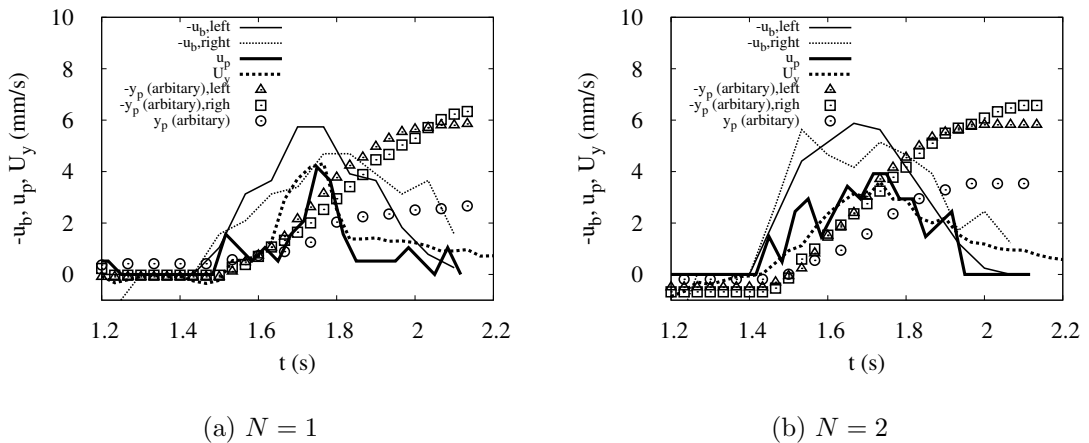 10
8
6
4
2
0
-u_b, u_p, U_y (mm/s)
-u_b,left
-u_b,right
u_p
U_y
-y_p (arbitary),left
-y_p (arbitary),righ
y_p (arbitary)
1.2 1.4 1.6 1.8 2 2.2
t (s)
(a) N = 1
10
8
6
4
2
0
-u_b, u_p, U_y (mm/s)
-u_b,left
-u_b,right
u_p
U_y
-y_p (arbitary),left
-y_p (arbitary),righ
y_p (arbitary)
1.2 1.4 1.6 1.8 2 2.2
t (s)
(b) N = 2